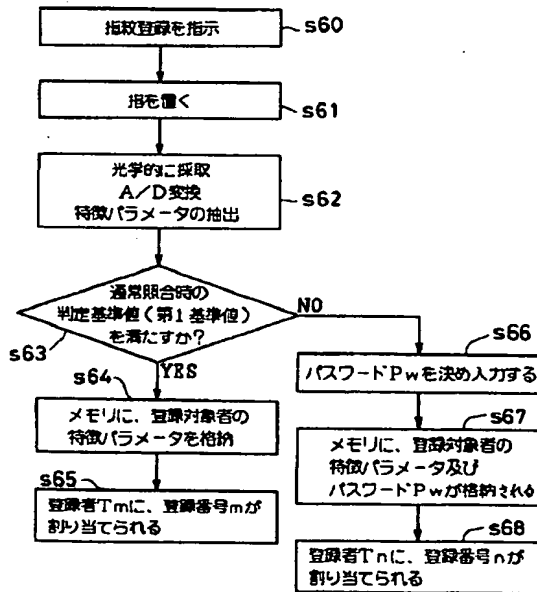 指紋登録を指示
s60
指を置く
s61
光学的に採取
A/D変換
特徴パラメータの抽出
s62
通常照合時の
判定基準値(第1基準値)
を満たすか?
s63
NO
YES
s64
メモリに、登録対象者の
特徴パラメータを格納
s65
登録者Tmに、登録番号mが
割り当てられる
s66
パスワードPwを決め入力する
s67
メモリに、登録対象者の
特徴パラメータ及び
パスワードPwが格納される
s68
登録者Tnに、登録番号nが
割り当てられる